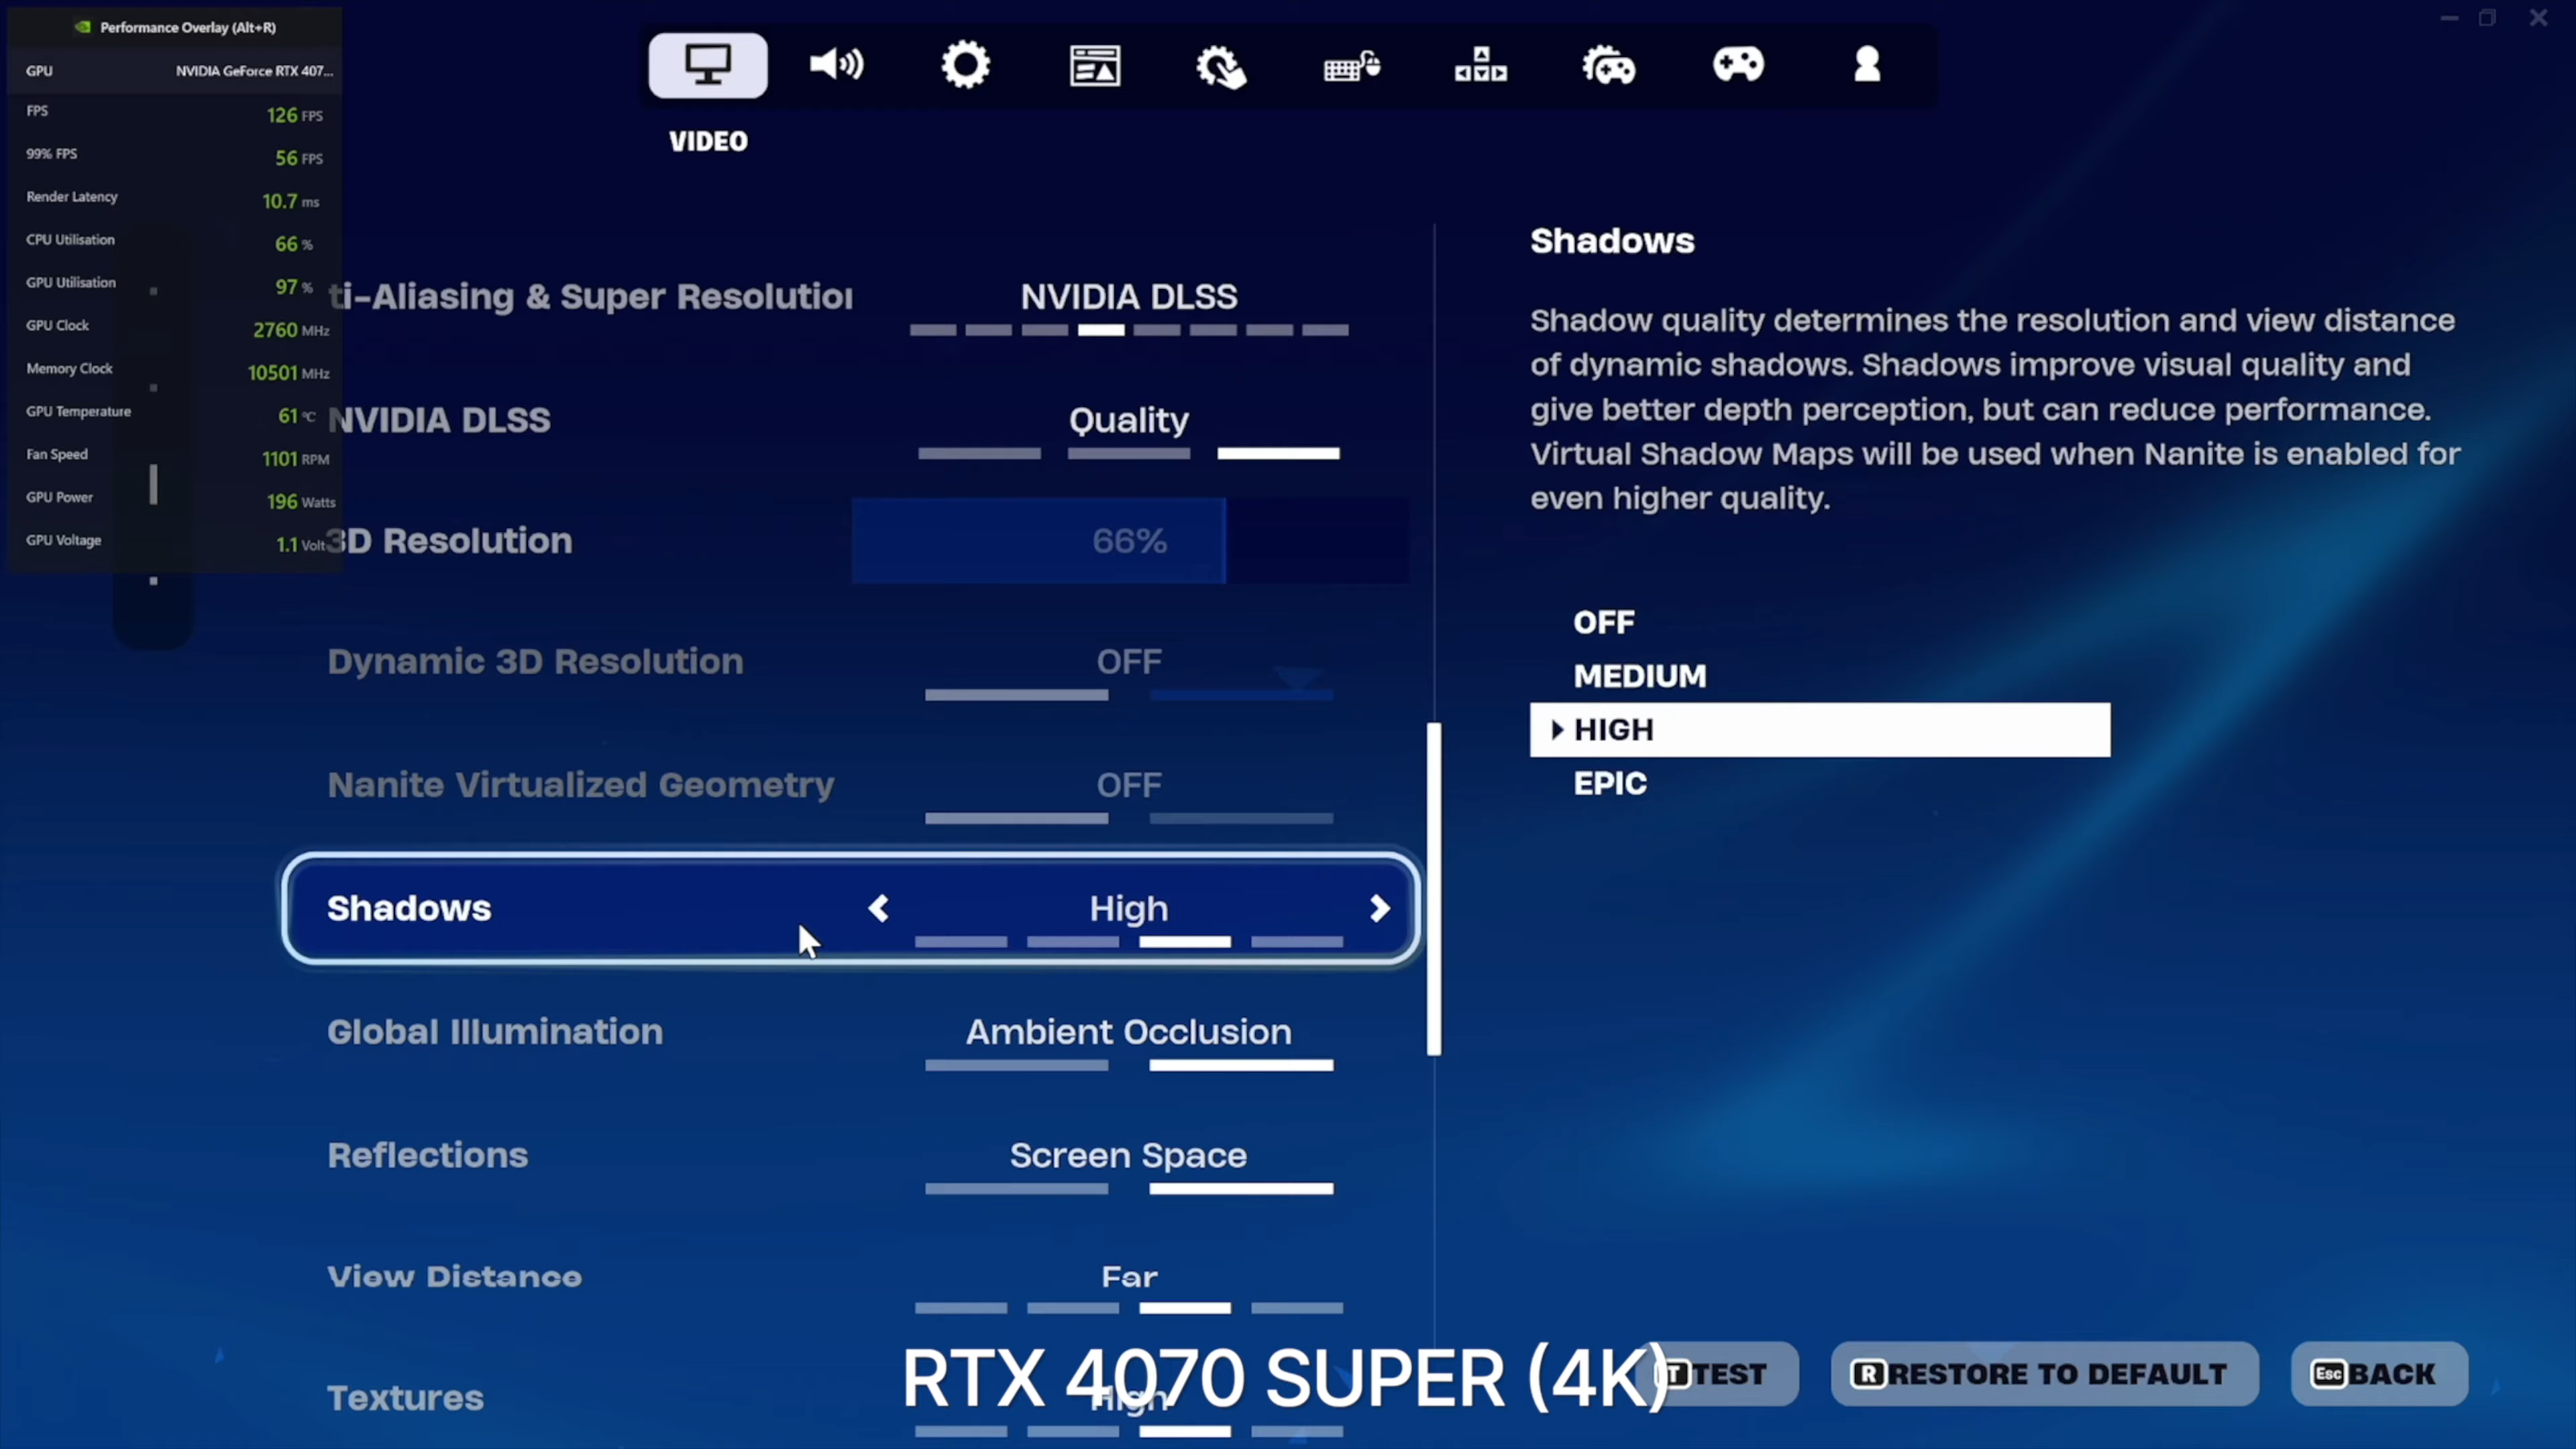 Performance Overlay (Alt+R)
GPU NVIDIA GeForce RTX 407...
FPS 126 FPS
99% FPS 56 FPS
Render Latency 10.7 ms
CPU Utilisation 66 %
GPU Utilisation 97 %
GPU Clock 2760 MHz
Memory Clock 10501 MHz
GPU Temperature 61 °C
Fan Speed 1101 RPM
GPU Power 196 Watts
GPU Voltage 1.1 Volt
VIDEO
ti-Aliasing & Super Resolution NVIDIA DLSS
NVIDIA DLSS Quality
3D Resolution 66%
Dynamic 3D Resolution OFF
Nanite Virtualized Geometry OFF
Shadows High
Global Illumination Ambient Occlusion
Reflections Screen Space
View Distance Far
Textures High
Shadows
Shadow quality determines the resolution and view distance
of dynamic shadows. Shadows improve visual quality and
give better depth perception, but can reduce performance.
Virtual Shadow Maps will be used when Nanite is enabled for
even higher quality.
OFF
MEDIUM
HIGH
EPIC
RTX 4070 SUPER (4K)
T TEST
R RESTORE TO DEFAULT
Esc BACK